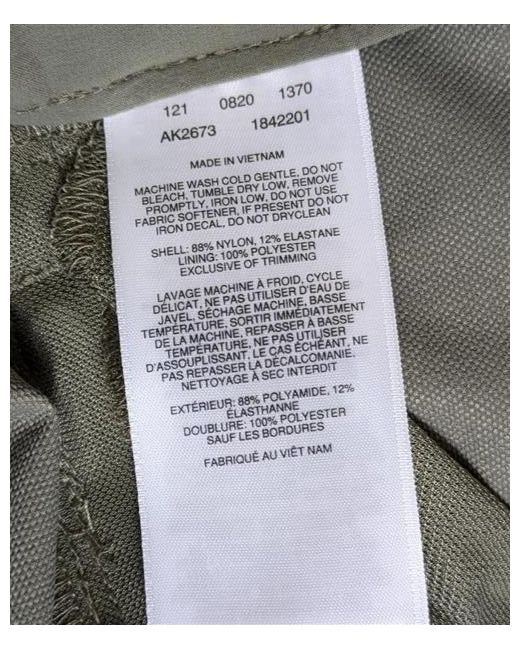 121 0820 1370
AK2673 1842201
MADE IN VIETNAM
MACHINE WASH COLD GENTLE, DO NOT
BLEACH, TUMBLE DRY LOW, REMOVE
PROMPTLY, IRON LOW, DO NOT USE
FABRIC SOFTENER, IF PRESENT DO NOT
IRON DECAL, DO NOT DRYCLEAN
SHELL: 88% NYLON, 12% ELASTANE
LINING: 100% POLYESTER
EXCLUSIVE OF TRIMMING
LAVAGE MACHINE À FROID, CYCLE
DÉLICAT, NE PAS UTILISER D'EAU DE
JAVEL, SÉCHAGE MACHINE, BASSE
TEMPÉRATURE, SORTIR IMMÉDIATEMENT
DE LA MACHINE, REPASSER À BASSE
TEMPÉRATURE, NE PAS UTILISER
D'ASSOUPLISSANT, LE CAS ÉCHÉANT, NE
PAS REPASSER LA DÉCALCOMANIE.
NETTOYAGE À SEC INTERDIT
EXTÉRIEUR: 88% POLYAMIDE, 12%
ÉLASTHANNE
DOUBLURE: 100% POLYESTER
SAUF LES BORDURES
FABRIQUÉ AU VIÊT NAM